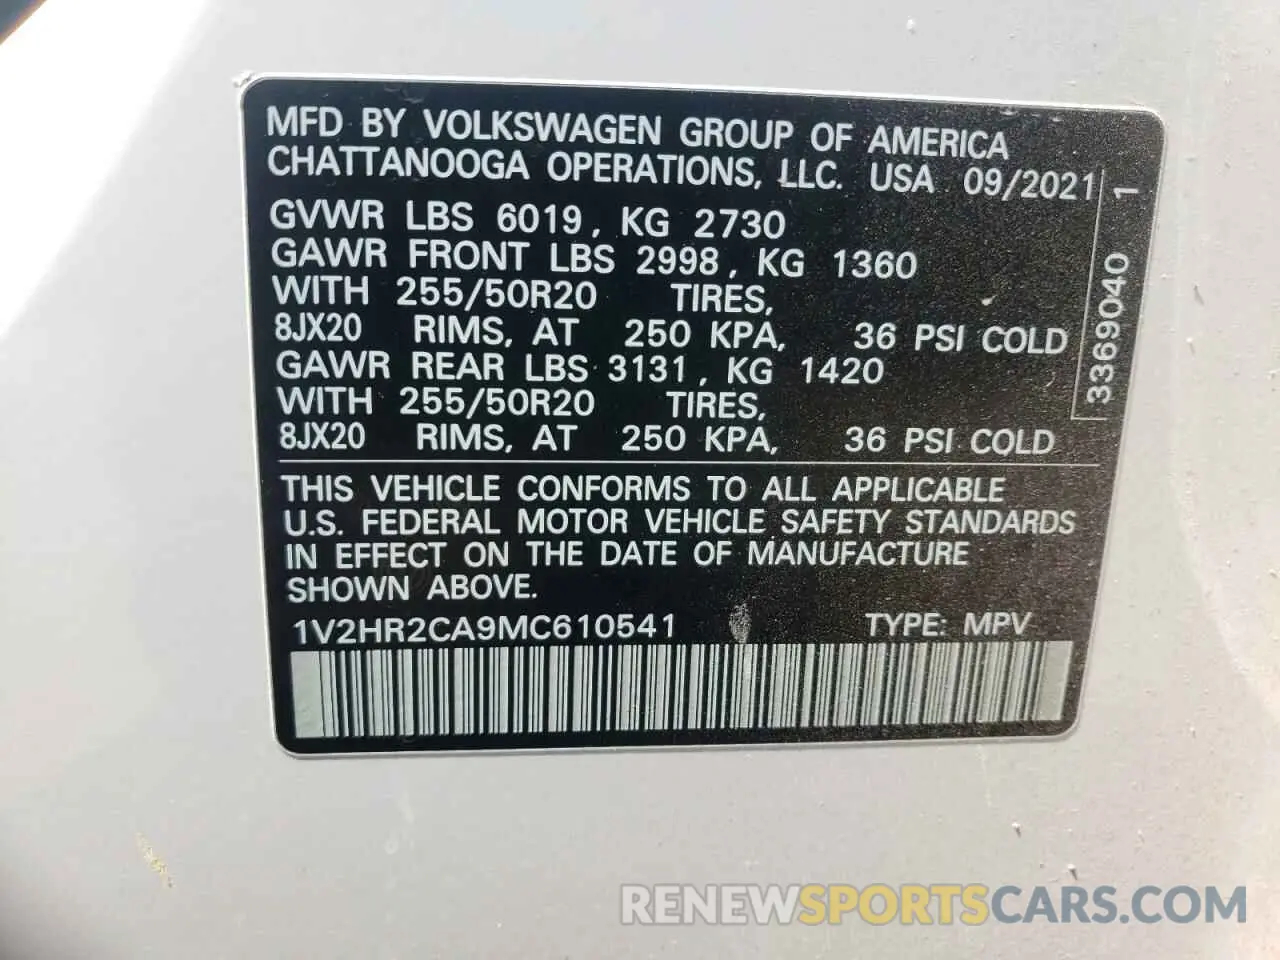 MFD BY VOLKSWAGEN GROUP OF AMERICA
CHATTANOOGA OPERATIONS, LLC. USA 09/2021
GVWR LBS 6019, KG 2730
GAWR FRONT LBS 2998, KG 1360
WITH 255/50R20 TIRES,
8JX20 RIMS, AT 250 KPA, 36 PSI COLD
GAWR REAR LBS 3131, KG 1420
WITH 255/50R20 TIRES,
8JX20 RIMS, AT 250 KPA, 36 PSI COLD
3369040 1
THIS VEHICLE CONFORMS TO ALL APPLICABLE
U.S. FEDERAL MOTOR VEHICLE SAFETY STANDARDS
IN EFFECT ON THE DATE OF MANUFACTURE
SHOWN ABOVE.
1V2HR2CA9MC610541 TYPE: MPV
RENEWSPORTSCARS.COM